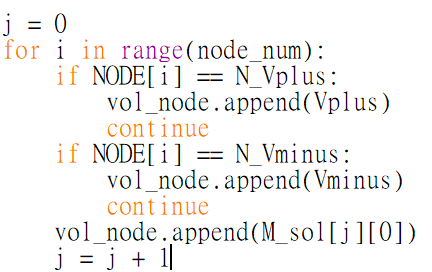 j = 0
for i in range(node_num):
    if NODE[i] == N_Vplus:
        vol_node.append(Vplus)
        continue
    if NODE[i] == N_Vminus:
        vol_node.append(Vminus)
        continue
    vol_node.append(M_sol[j][0])
    j = j + 1